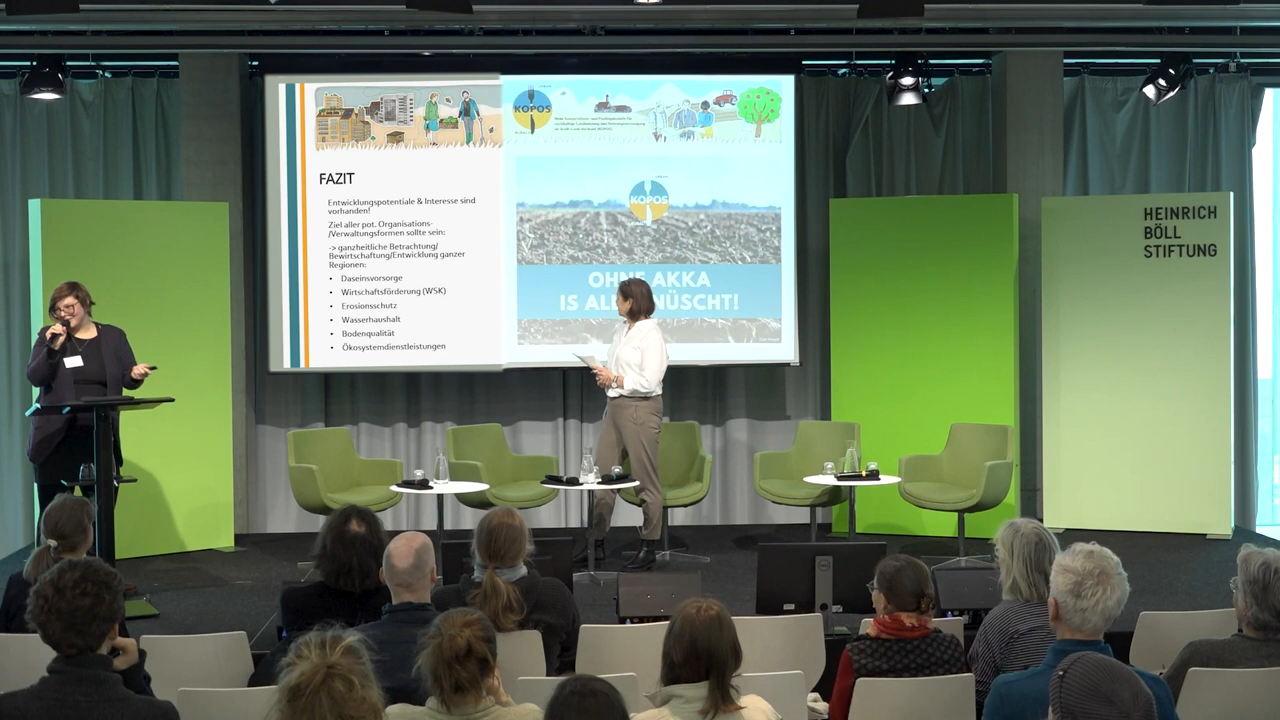 FAZIT
Entwicklungspotentiale & Interesse sind
vorhanden!
Ziel aller pot. Organisations-
/Verwaltungsformen sollte sein:
-> ganzheitliche Betrachtung/
Bewirtschaftung/Entwicklung ganzer
Regionen:
• Daseinsvorsorge
• Wirtschaftsförderung (WSK)
• Erosionsschutz
• Wasserhaushalt
• Bodenqualität
• Ökosystemdienstleistungen
KOPOS
KOPOS
OHNE AKKA
IS ALL NÜSCHT!
HEINRICH
BÖLL
STIFTUNG